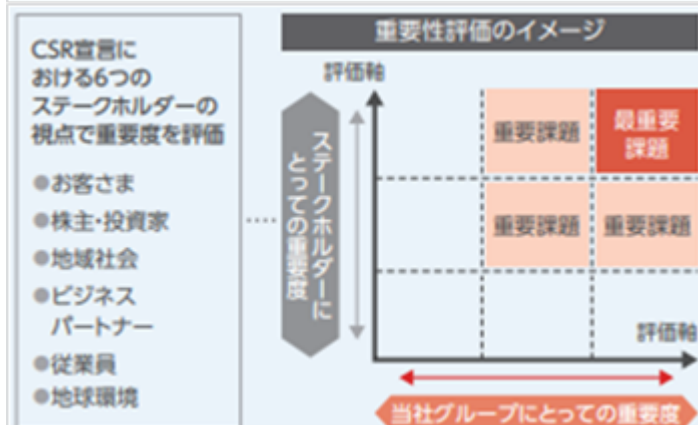 CSR宣言に
おける6つの
ステークホルダーの
視点で重要度を評価
●お客さま
●株主・投資家
●地域社会
●ビジネス
パートナー
●従業員
●地球環境
重要性評価のイメージ
評価軸
ステークホルダーに
とっての重要度
重要課題
最重要
課題
重要課題
重要課題
評価軸
当社グループにとっての重要度